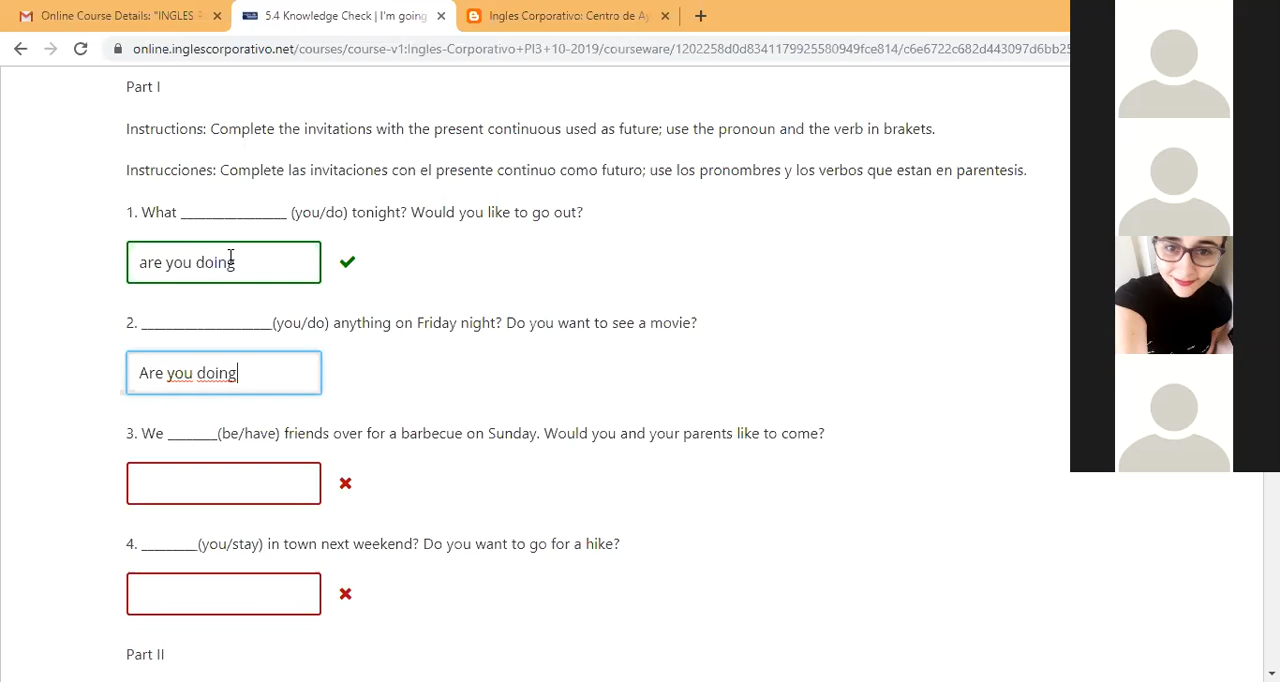 Online Course Details: "INGLES
5.4 Knowledge Check | I'm going
Ingles Corporativo: Centro de Ay
online.inglescorporativo.net/courses/course-v1:Ingles-Corporativo+PI3+10-2019/courseware/1202258d0d8341179925580949fce814/c6e6722c682d443097d6bb25
Part I
Instructions: Complete the invitations with the present continuous used as future; use the pronoun and the verb in brakets.
Instrucciones: Complete las invitaciones con el presente continuo como futuro; use los pronombres y los verbos que estan en parentesis.
1. What ________________ (you/do) tonight? Would you like to go out?
are you doing
2. ____________________(you/do) anything on Friday night? Do you want to see a movie?
Are you doing
3. We _______(be/have) friends over for a barbecue on Sunday. Would you and your parents like to come?
4. ________(you/stay) in town next weekend? Do you want to go for a hike?
Part II